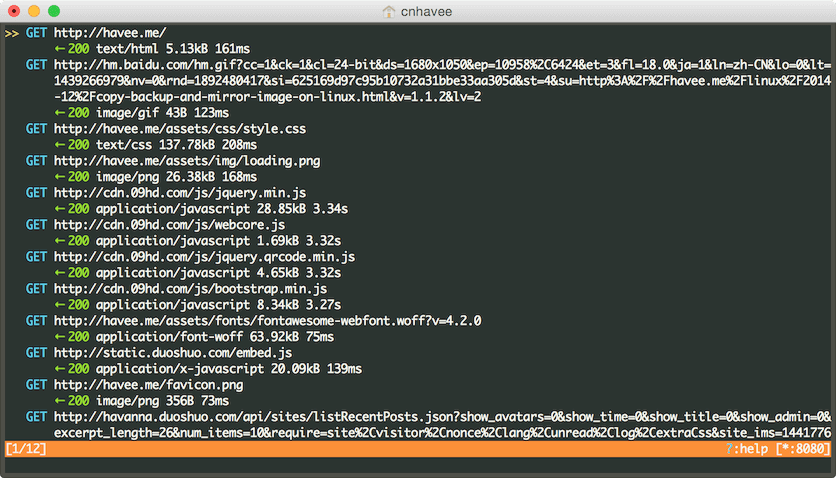 cnhavee
>> GET http://havee.me/
← 200 text/html 5.13kB 161ms
GET http://hm.baidu.com/hm.gif?cc=1&ck=1&cl=24-bit&ds=1680x1050&ep=10958%2C6424&et=3&fl=18.0&ja=1&ln=zh-CN&lo=0&lt=
1439266979&nv=0&rnd=1892480417&si=625169d97c95b10732a31bbe33aa305d&st=4&su=http%3A%2F%2Fhavee.me%2Flinux%2F2014
-12%2Fcopy-backup-and-mirror-image-on-linux.html&v=1.1.2&lv=2
← 200 image/gif 43B 123ms
GET http://havee.me/assets/css/style.css
← 200 text/css 137.78kB 208ms
GET http://havee.me/assets/img/loading.png
← 200 image/png 26.38kB 168ms
GET http://cdn.09hd.com/js/jquery.min.js
← 200 application/javascript 28.85kB 3.34s
GET http://cdn.09hd.com/js/webcore.js
← 200 application/javascript 1.69kB 3.32s
GET http://cdn.09hd.com/js/jquery.qrcode.min.js
← 200 application/javascript 4.65kB 3.32s
GET http://cdn.09hd.com/js/bootstrap.min.js
← 200 application/javascript 8.34kB 3.27s
GET http://havee.me/assets/fonts/fontawesome-webfont.woff?v=4.2.0
← 200 application/font-woff 63.92kB 75ms
GET http://static.duoshuo.com/embed.js
← 200 application/x-javascript 20.09kB 139ms
GET http://havee.me/favicon.png
← 200 image/png 356B 73ms
GET http://havanna.duoshuo.com/api/sites/listRecentPosts.json?show_avatars=0&show_time=0&show_title=0&show_admin=0&
excerpt_length=26&num_items=10&require=site%2Cvisitor%2Cnonce%2Clang%2Cunread%2Clog%2CextraCss&site_ims=1441776
[1/12] ?:help [*:8080]